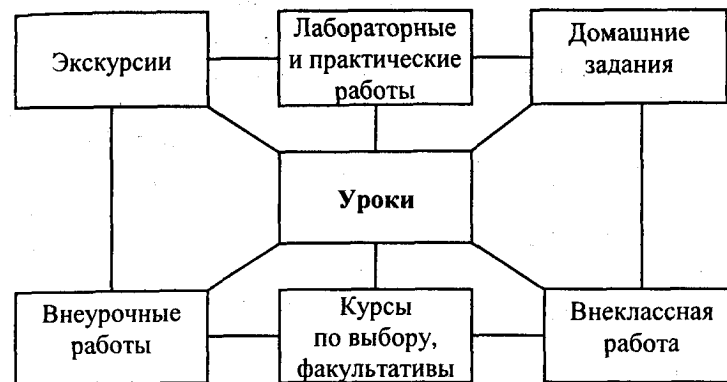 Экскурсии
Лабораторные
и практические
работы
Домашние
задания
Уроки
Внеурочные
работы
Курсы
по выбору,
факультативы
Внеклассная
работа